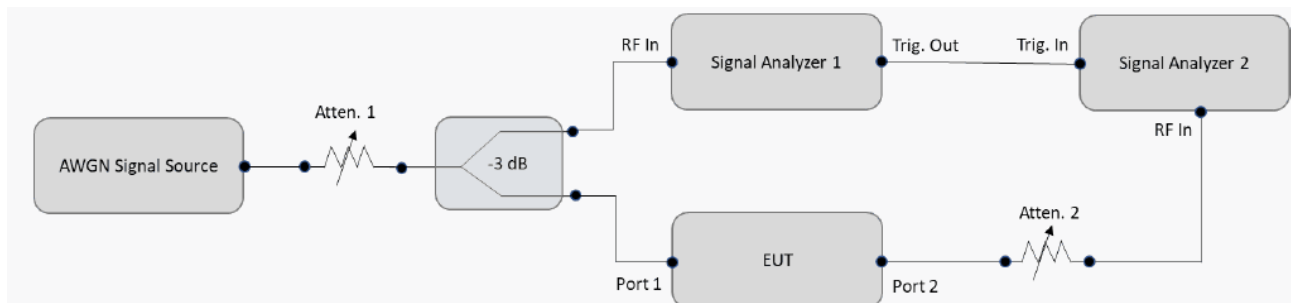 RF In
Signal Analyzer 1
Trig. Out
Trig. In
Signal Analyzer 2
RF In
Atten. 1
AWGN Signal Source
-3 dB
Atten. 2
EUT
Port 1
Port 2